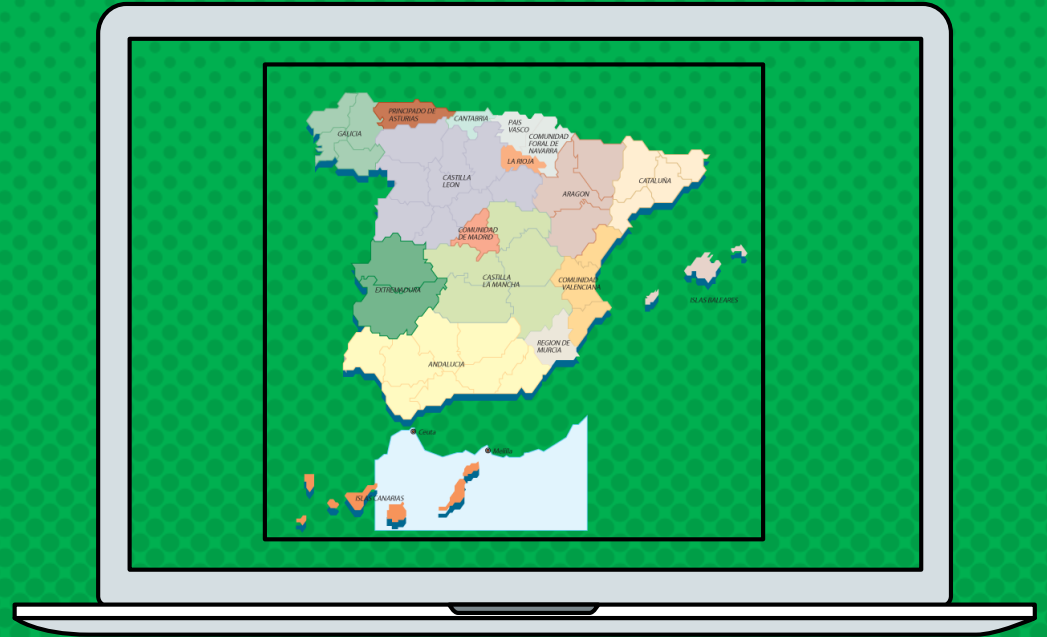 PRINCIPADO DE
ASTURIAS
CANTABRIA
PAIS
VASCO
GALICIA
COMUNIDAD
FORAL DE
NAVARRA
LA RIOJA
CASTILLA
LEON
CATALUÑA
ARAGON
COMUNIDAD
DE MADRID
CASTILLA
LA MANCHA
COMUNIDAD
VALENCIANA
EXTREMADURA
ISLAS BALEARES
REGION DE
MURCIA
ANDALUCIA
Ceuta
Melilla
ISLAS CANARIAS